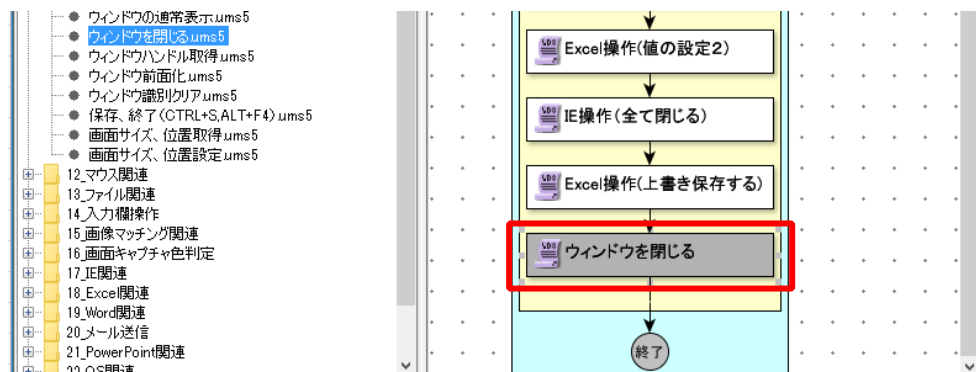 ウィンドウの通常表示.ums5
ウィンドウを閉じる.ums5
ウィンドウハンドル取得.ums5
ウィンドウ前面化.ums5
ウィンドウ識別クリア.ums5
保存、終了(CTRL+S,ALT+F4).ums5
画面サイズ、位置取得.ums5
画面サイズ、位置設定.ums5
12_マウス関連
13_ファイル関連
14_入力欄操作
15_画像マッチング関連
16_画面キャプチャ色判定
17_IE関連
18_Excel関連
19_Word関連
20_メール送信
21_PowerPoint関連
22_OS関連
Excel操作(値の設定2)
IE操作(全て閉じる)
Excel操作(上書き保存する)
ウィンドウを閉じる
終了